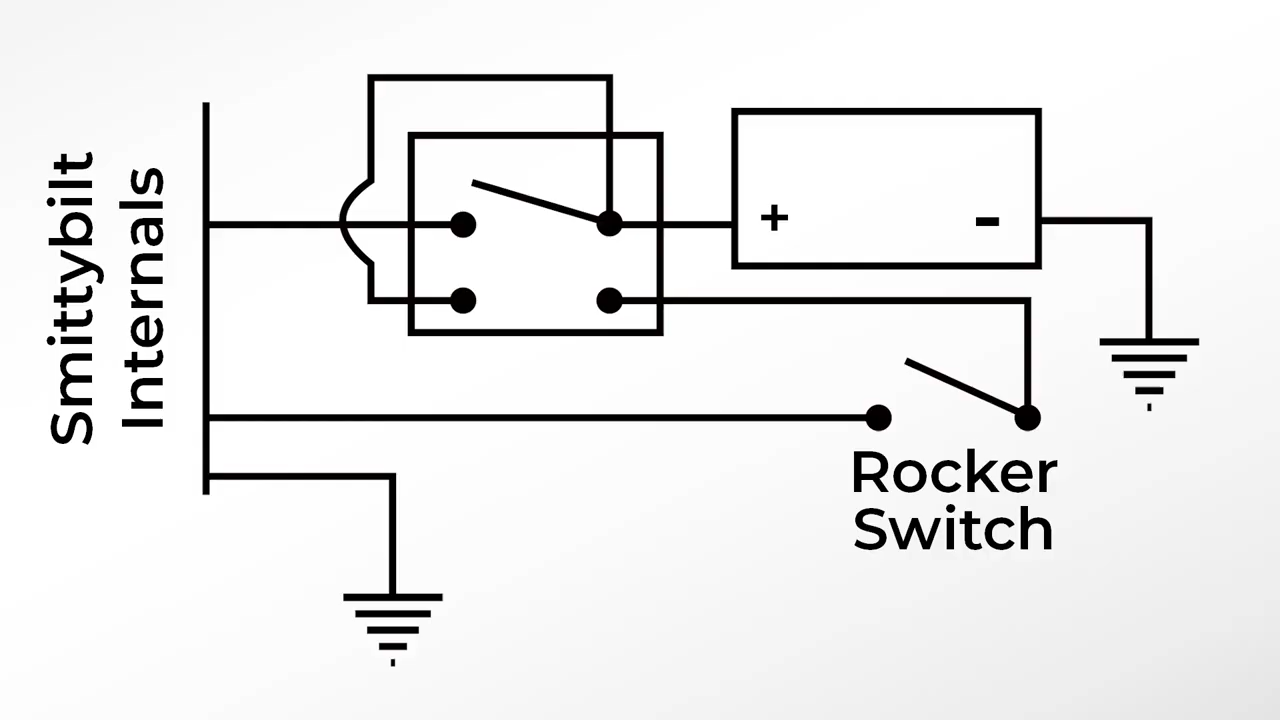 Smittybilt
Internals
+ -
Rocker
Switch